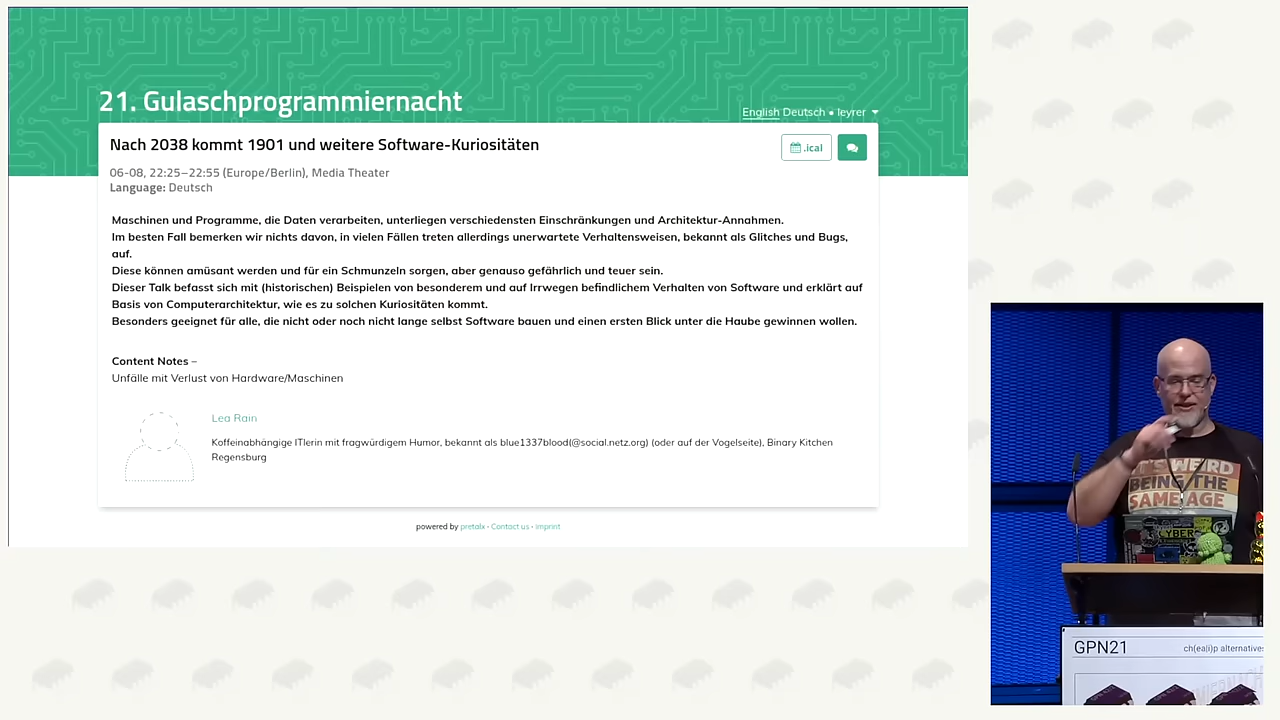 21. Gulaschprogrammiernacht
English Deutsch • leyrer
Nach 2038 kommt 1901 und weitere Software-Kuriositäten
.ical
06-08, 22:25–22:55 (Europe/Berlin), Media Theater
Language: Deutsch
Maschinen und Programme, die Daten verarbeiten, unterliegen verschiedensten Einschränkungen und Architektur-Annahmen.
Im besten Fall bemerken wir nichts davon, in vielen Fällen treten allerdings unerwartete Verhaltensweisen, bekannt als Glitches und Bugs,
auf.
Diese können amüsant werden und für ein Schmunzeln sorgen, aber genauso gefährlich und teuer sein.
Dieser Talk befasst sich mit (historischen) Beispielen von besonderem und auf Irrwegen befindlichem Verhalten von Software und erklärt auf
Basis von Computerarchitektur, wie es zu solchen Kuriositäten kommt.
Besonders geeignet für alle, die nicht oder noch nicht lange selbst Software bauen und einen ersten Blick unter die Haube gewinnen wollen.
Content Notes –
Unfälle mit Verlust von Hardware/Maschinen
Lea Rain
Koffeinabhängige ITlerin mit fragwürdigem Humor, bekannt als blue1337blood(@social.netz.org) (oder auf der Vogelseite), Binary Kitchen
Regensburg
powered by pretalx · Contact us · Imprint
IT'S WEIRD
BEING THE
SAME AGE
CYBER
GPN21
ch(ea|i)p alternative